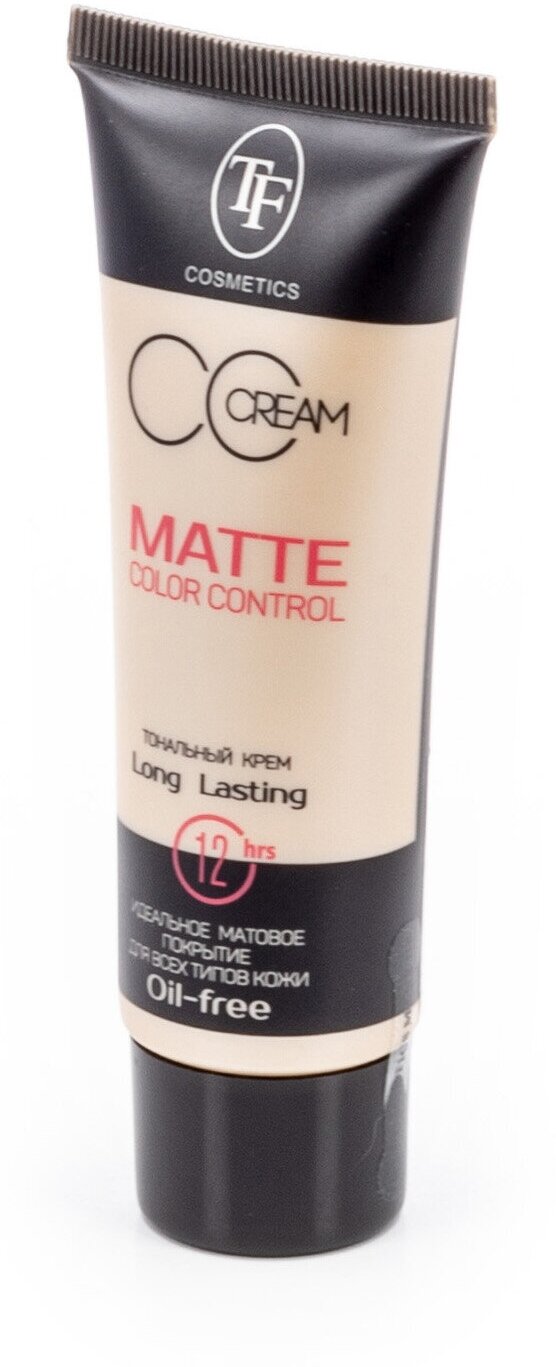 TF
COSMETICS
CC CREAM
MATTE
COLOR CONTROL
ТОНАЛЬНЫЙ КРЕМ
Long Lasting
12 hrs
ИДЕАЛЬНОЕ МАТОВОЕ
ПОКРЫТИЕ
ДЛЯ ВСЕХ ТИПОВ КОЖИ
Oil-free